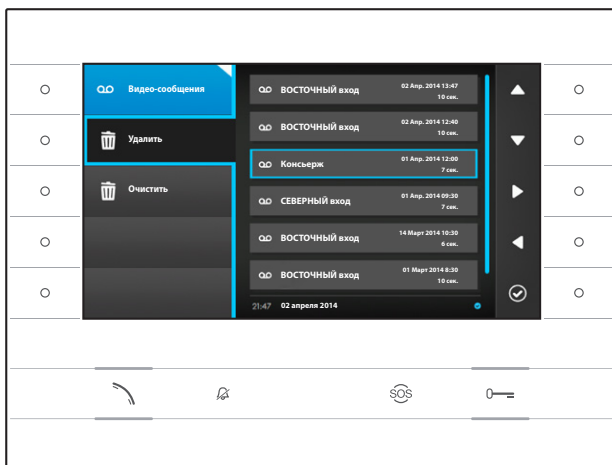 Видео-сообщения
Удалить
Очистить
ВОСТОЧНЫЙ вход
02 Апр. 2014 13:47
10 сек.
ВОСТОЧНЫЙ вход
02 Апр. 2014 12:40
10 сек.
Консьерж
01 Апр. 2014 12:00
7 сек.
СЕВЕРНЫЙ вход
01 Апр. 2014 09:30
7 сек.
ВОСТОЧНЫЙ вход
14 Март 2014 10:30
6 сек.
ВОСТОЧНЫЙ вход
01 Март 2014 8:30
10 сек.
21:47 02 апреля 2014
SOS